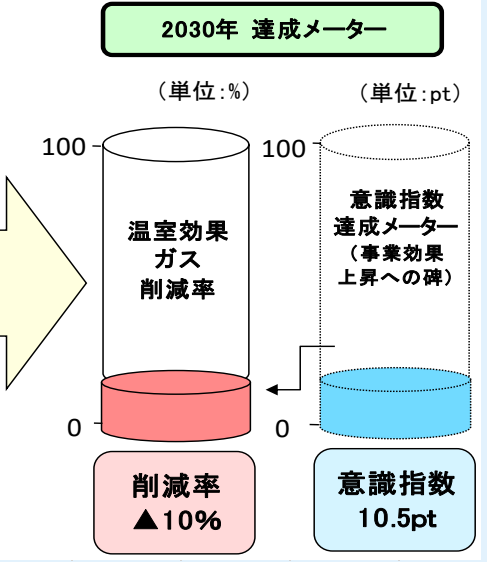 2030年 達成メーター
(単位:%)
(単位:pt)
100
100
温室効果
ガス
削減率
意識指数
達成メーター
(事業効果
上昇への碑)
0
0
削減率
▲10%
意識指数
10.5pt